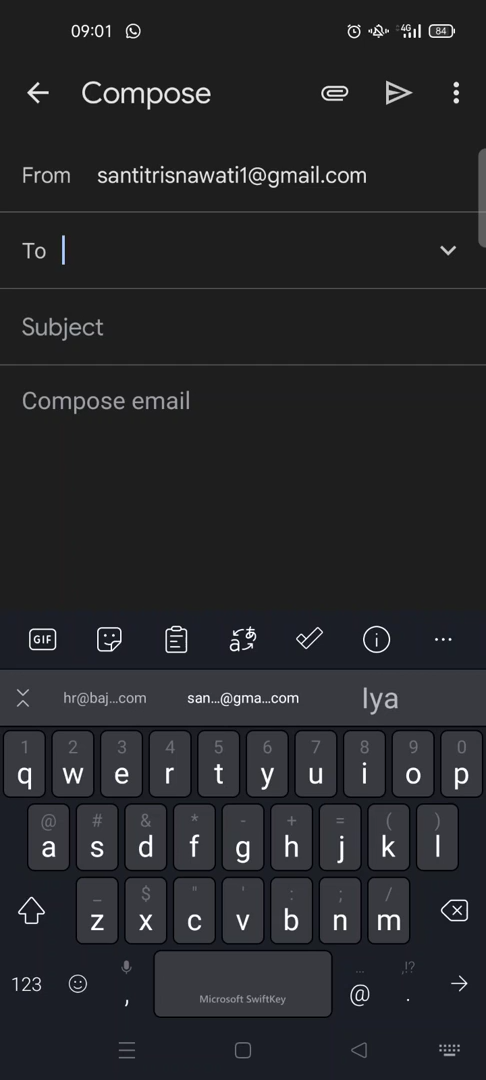 09:01 4G 84
Compose
From santitrisnawati1@gmail.com
To
Subject
Compose email
GIF
hr@baj...com san...@gma...com Iya
1 2 3 4 5 6 7 8 9 0
q w e r t y u i o p
@ # & * - + = ( )
a s d f g h j k l
_ $ " ' : ; /
z x c v b n m
123 , Microsoft SwiftKey ... @ ,!? .